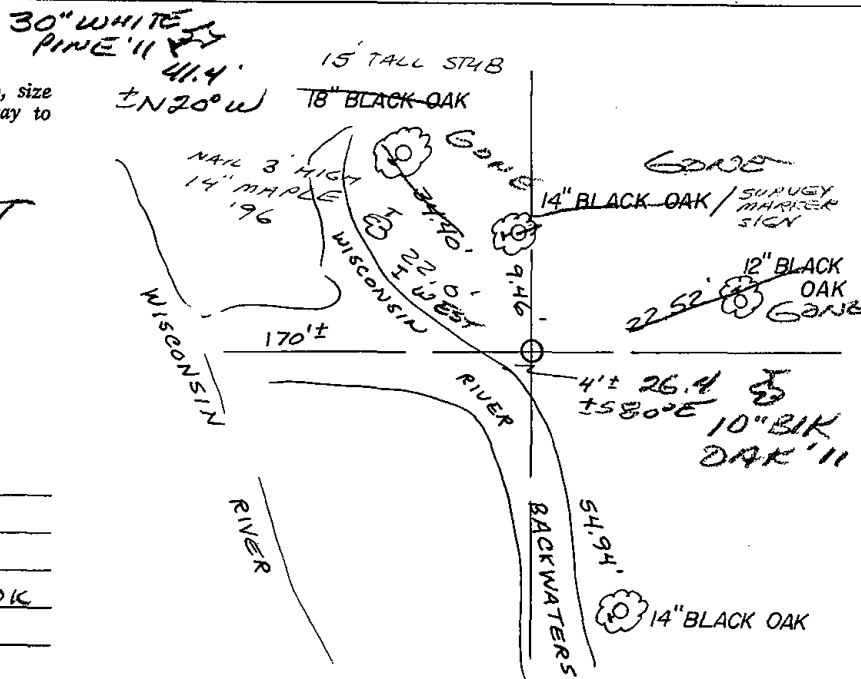 30" WHITE
PINE '11
41.4'
±N20°W
15' TALL STUB
18" BLACK OAK
, size
ay to
GONE
NAIL 3' HIGH
14" MAPLE
'96
34.40'
GONE
14" BLACK OAK / SURVEY
MARKER
SIGN
22.0'
± WEST
9.46
12" BLACK
OAK
GONE
22.52'
WISCONSIN
RIVER
BACKWATERS
WISCONSIN
RIVER
170'±
4'± 26.4
±S80°E
10" BLK
OAK '11
54.94'
14" BLACK OAK
OK